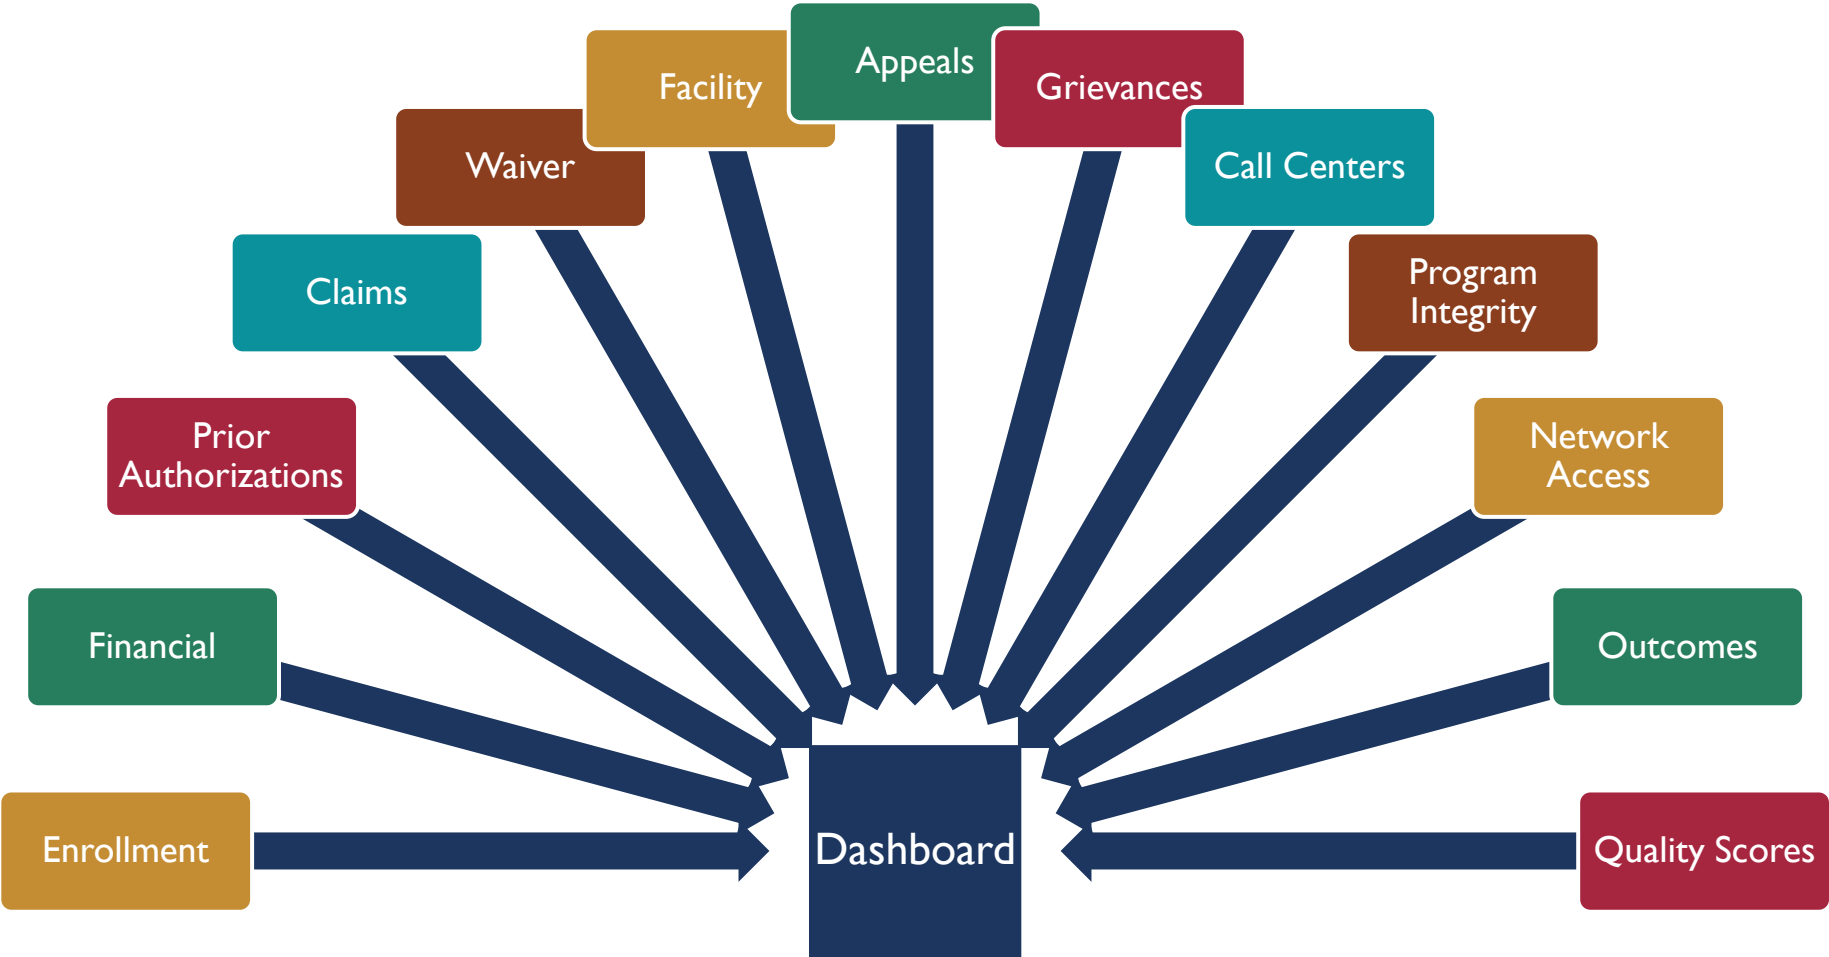 Appeals
Facility
Grievances
Waiver
Call Centers
Claims
Program
Integrity
Prior
Authorizations
Network
Access
Financial
Outcomes
Enrollment
Dashboard
Quality Scores